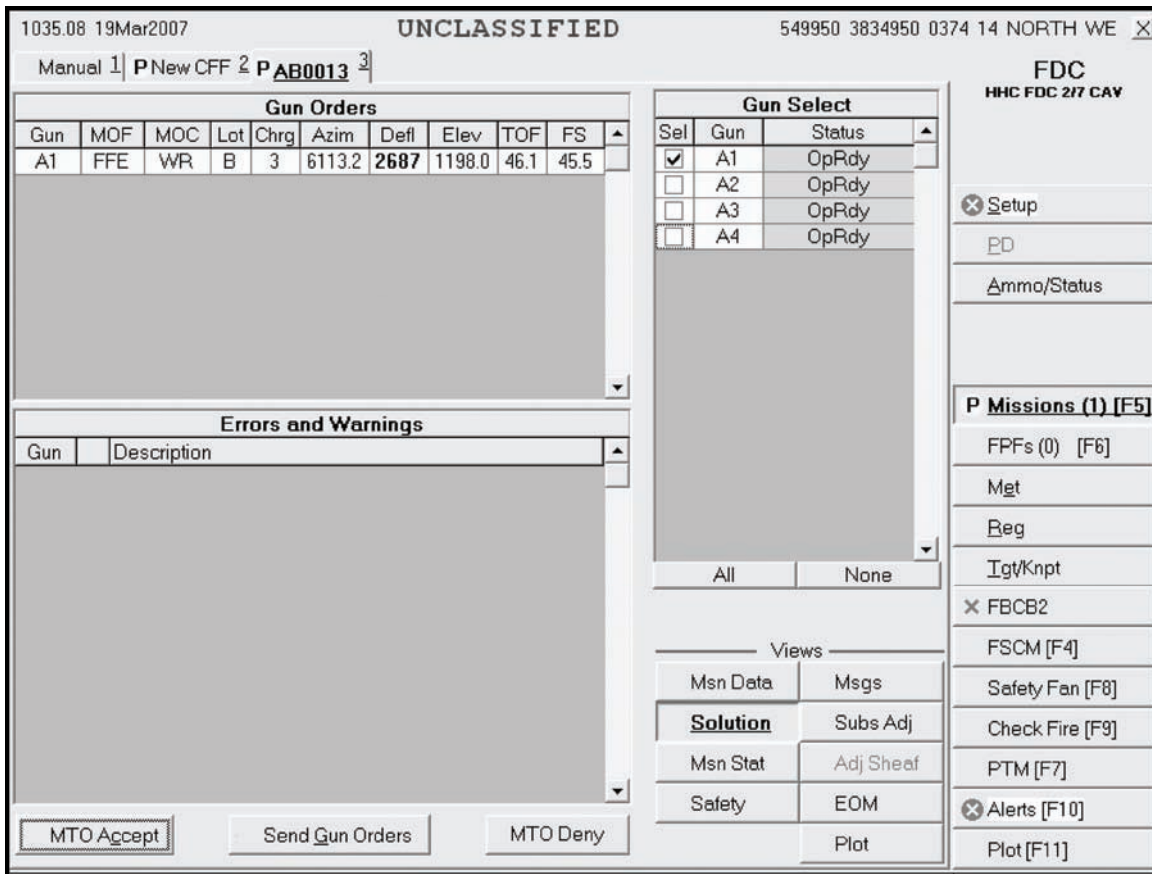 1035.08 19Mar2007 UNCLASSIFIED 549950 3834950 0374 14 NORTH WE X
Manual 1 P New CFF 2 P AB0013 3
FDC
HHC FDC 2/7 CAV
Gun Orders
Gun MOF MOC Lot Chrg Azim Defl Elev TOF FS
A1 FFE WR B 3 6113.2 2687 1198.0 46.1 45.5
Errors and Warnings
Gun Description
MTO Accept Send Gun Orders MTO Deny
Gun Select
Sel Gun Status
A1 OpRdy
A2 OpRdy
A3 OpRdy
A4 OpRdy
All None
Views
Msn Data Msgs
Solution Subs Adj
Msn Stat Adj Sheaf
Safety EOM
Plot
Setup
PD
Ammo/Status
P Missions (1) [F5]
FPFs (0) [F6]
Met
Reg
Tgt/Knpt
FBCB2
FSCM [F4]
Safety Fan [F8]
Check Fire [F9]
PTM [F7]
Alerts [F10]
Plot [F11]